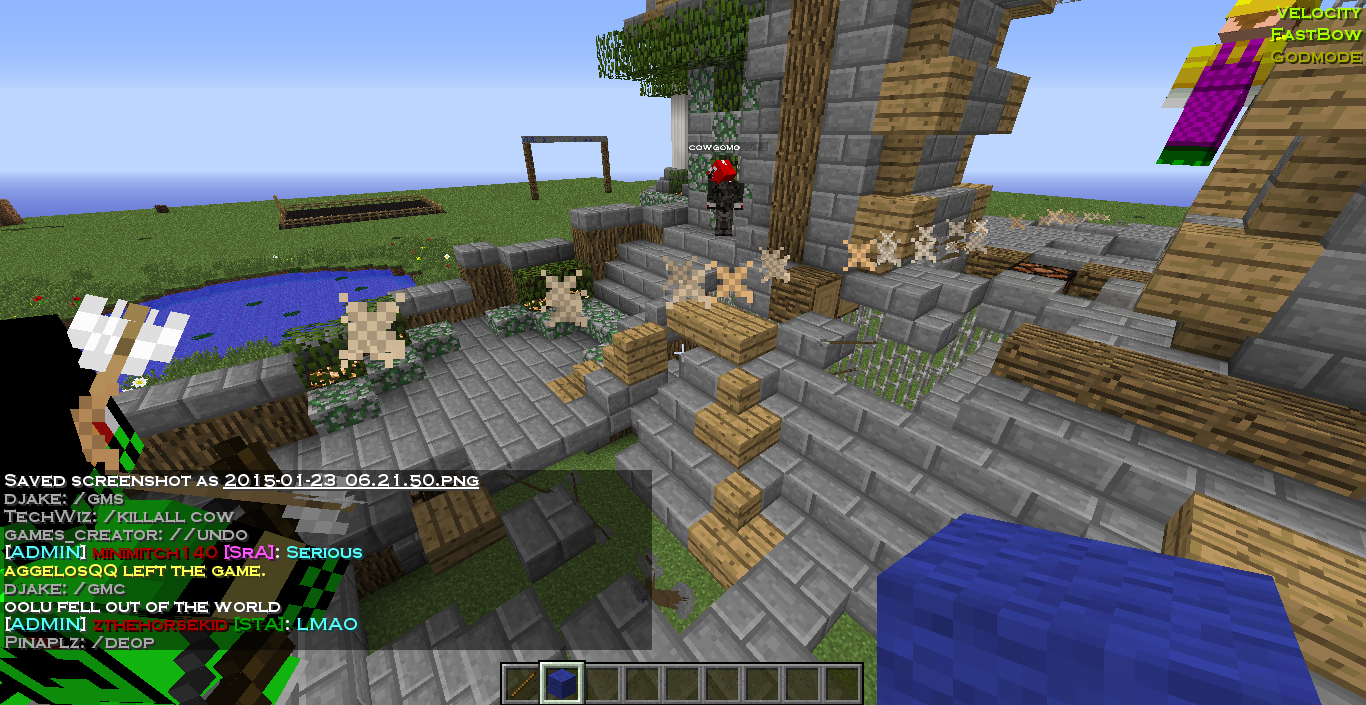 Velocity
FastBow
Godmode
COWGOMO
Saved screenshot as 2015-01-23_06.21.50.png
DJake: /gms
TechWiz: /killall cow
Games_Creator: //undo
[ADMIN] minimitch140 [SrA]: Serious
aggelosQQ left the game.
DJake: /gmc
oolu fell out of the world
[ADMIN] zthehorsekid [STA]: LMAO
Pinaplz: /deop